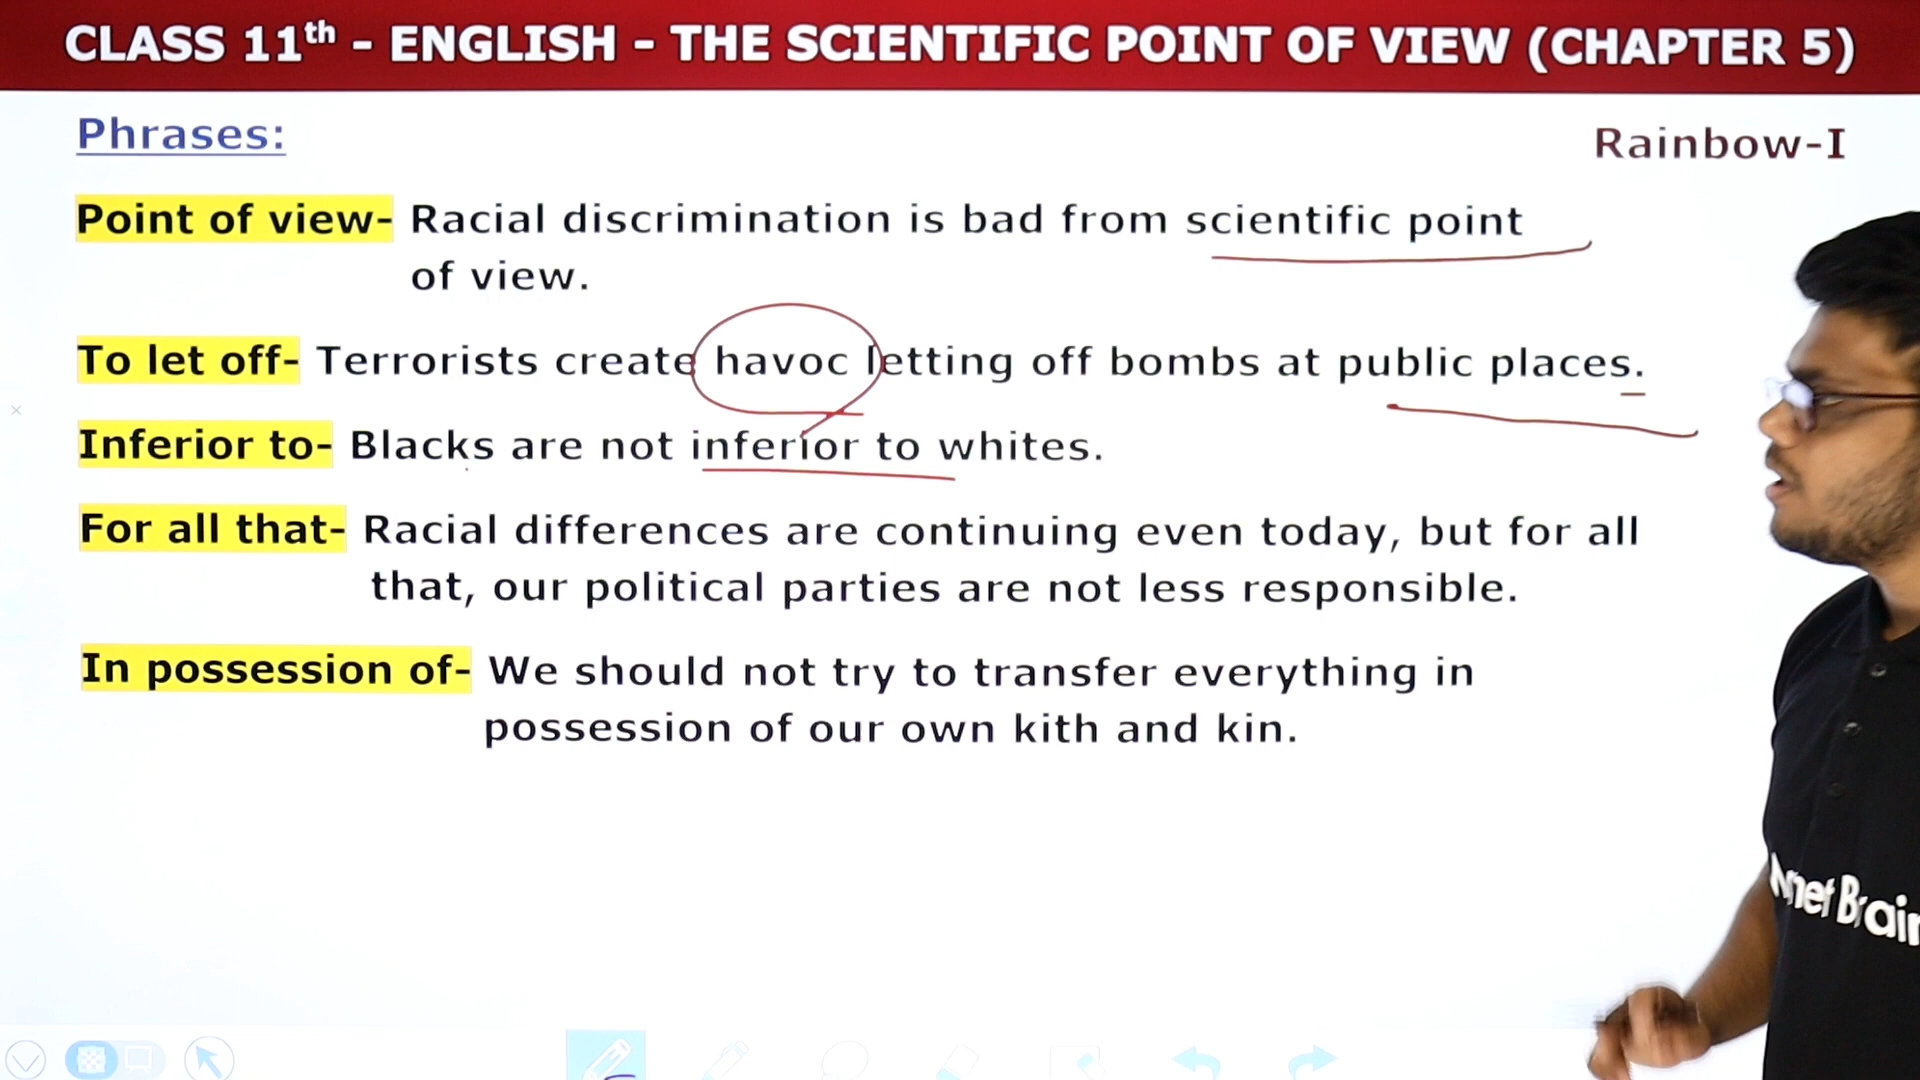 CLASS 11th - ENGLISH - THE SCIENTIFIC POINT OF VIEW (CHAPTER 5)
Phrases:
Rainbow-I
Point of view- Racial discrimination is bad from scientific point
of view.
To let off- Terrorists create havoc letting off bombs at public places.
Inferior to- Blacks are not inferior to whites.
For all that- Racial differences are continuing even today, but for all
that, our political parties are not less responsible.
In possession of- We should not try to transfer everything in
possession of our own kith and kin.